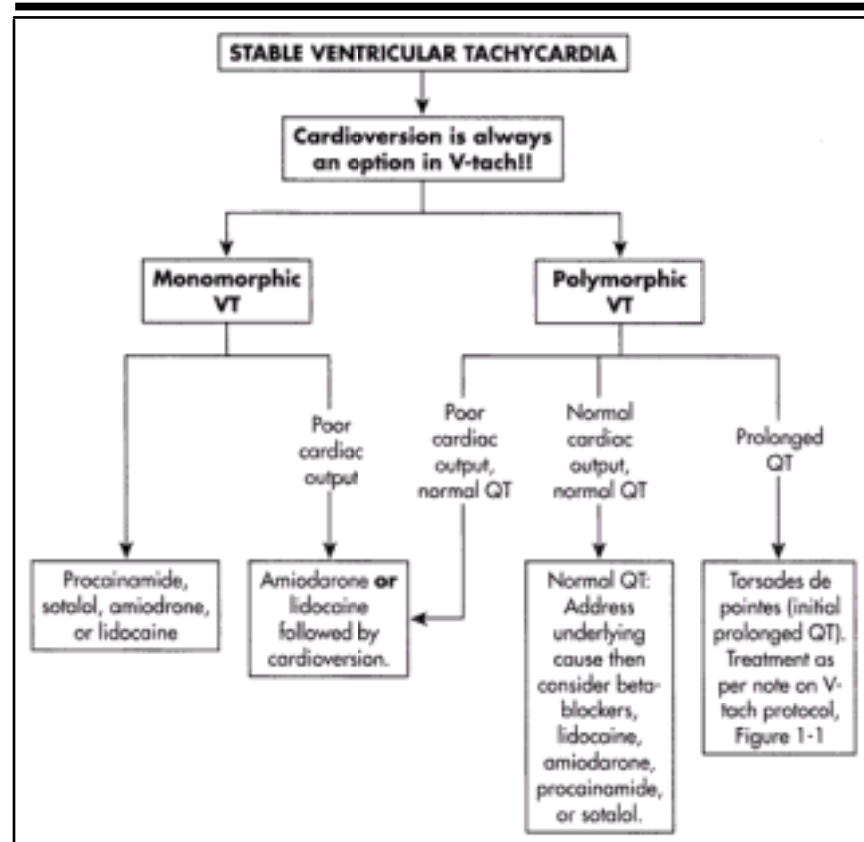 STABLE VENTRICULAR TACHYCARDIA
Cardioversion is always
an option in V-tach!!
Monomorphic
VT
Polymorphic
VT
Poor
cardiac
output
Poor
cardiac
output,
normal QT
Normal
cardiac
output,
normal QT
Prolonged
QT
Procainamide,
sotalol, amiodrone,
or lidocaine
Amiodarone or
lidocaine
followed by
cardioversion.
Normal QT:
Address
underlying
cause then
consider beta-
blockers,
lidocaine,
amiodarone,
procainamide,
or sotalol.
Torsades de
pointes (initial
prolonged QT).
Treatment as
per note on V-
tach protocol,
Figure 1-1